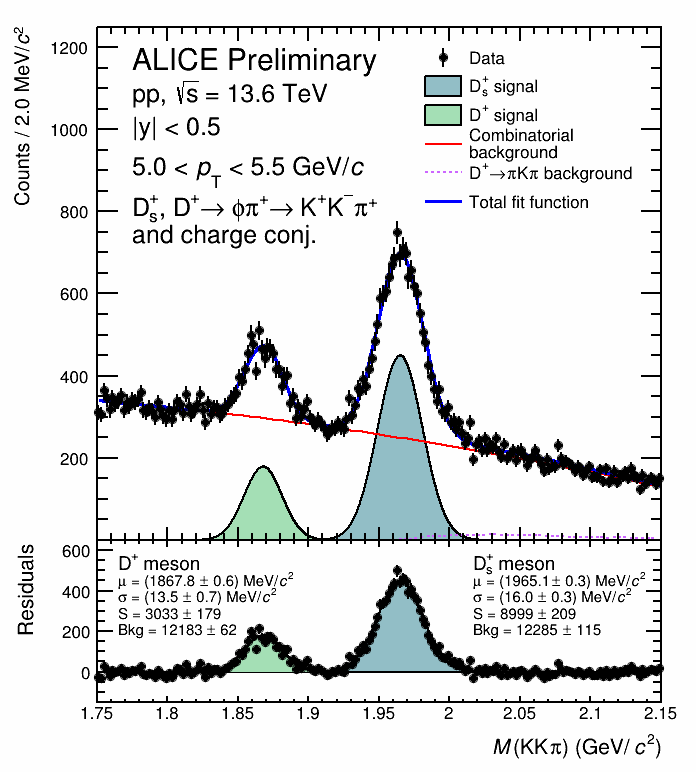 Counts / 2.0 MeV/c²
1200
1000
800
600
400
200
ALICE Preliminary
pp, √s = 13.6 TeV
|y| < 0.5
5.0 < p_T < 5.5 GeV/c
D_s⁺, D⁺→ ϕπ⁺→ K⁺K⁻π⁺
and charge conj.
Data
D_s⁺ signal
D⁺ signal
Combinatorial
background
D⁺→πKπ background
Total fit function
Residuals
600
400
200
0
D⁺ meson
μ = (1867.8 ± 0.6) MeV/c²
σ = (13.5 ± 0.7) MeV/c²
S = 3033 ± 179
Bkg = 12183 ± 62
D_s⁺ meson
μ = (1965.1 ± 0.3) MeV/c²
σ = (16.0 ± 0.3) MeV/c²
S = 8999 ± 209
Bkg = 12285 ± 115
1.75 1.8 1.85 1.9 1.95 2 2.05 2.1 2.15
M(KKπ) (GeV/c²)